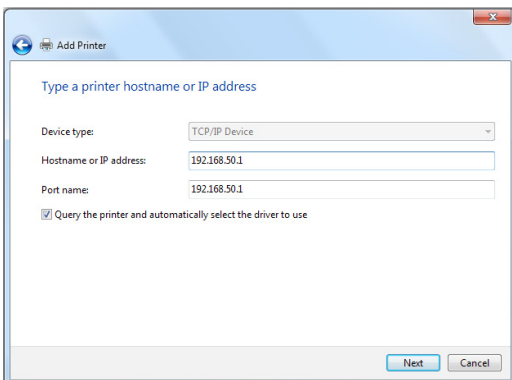 Add Printer
Type a printer hostname or IP address
Device type: TCP/IP Device
Hostname or IP address: 192.168.50.1
Port name: 192.168.50.1
Query the printer and automatically select the driver to use
Next Cancel